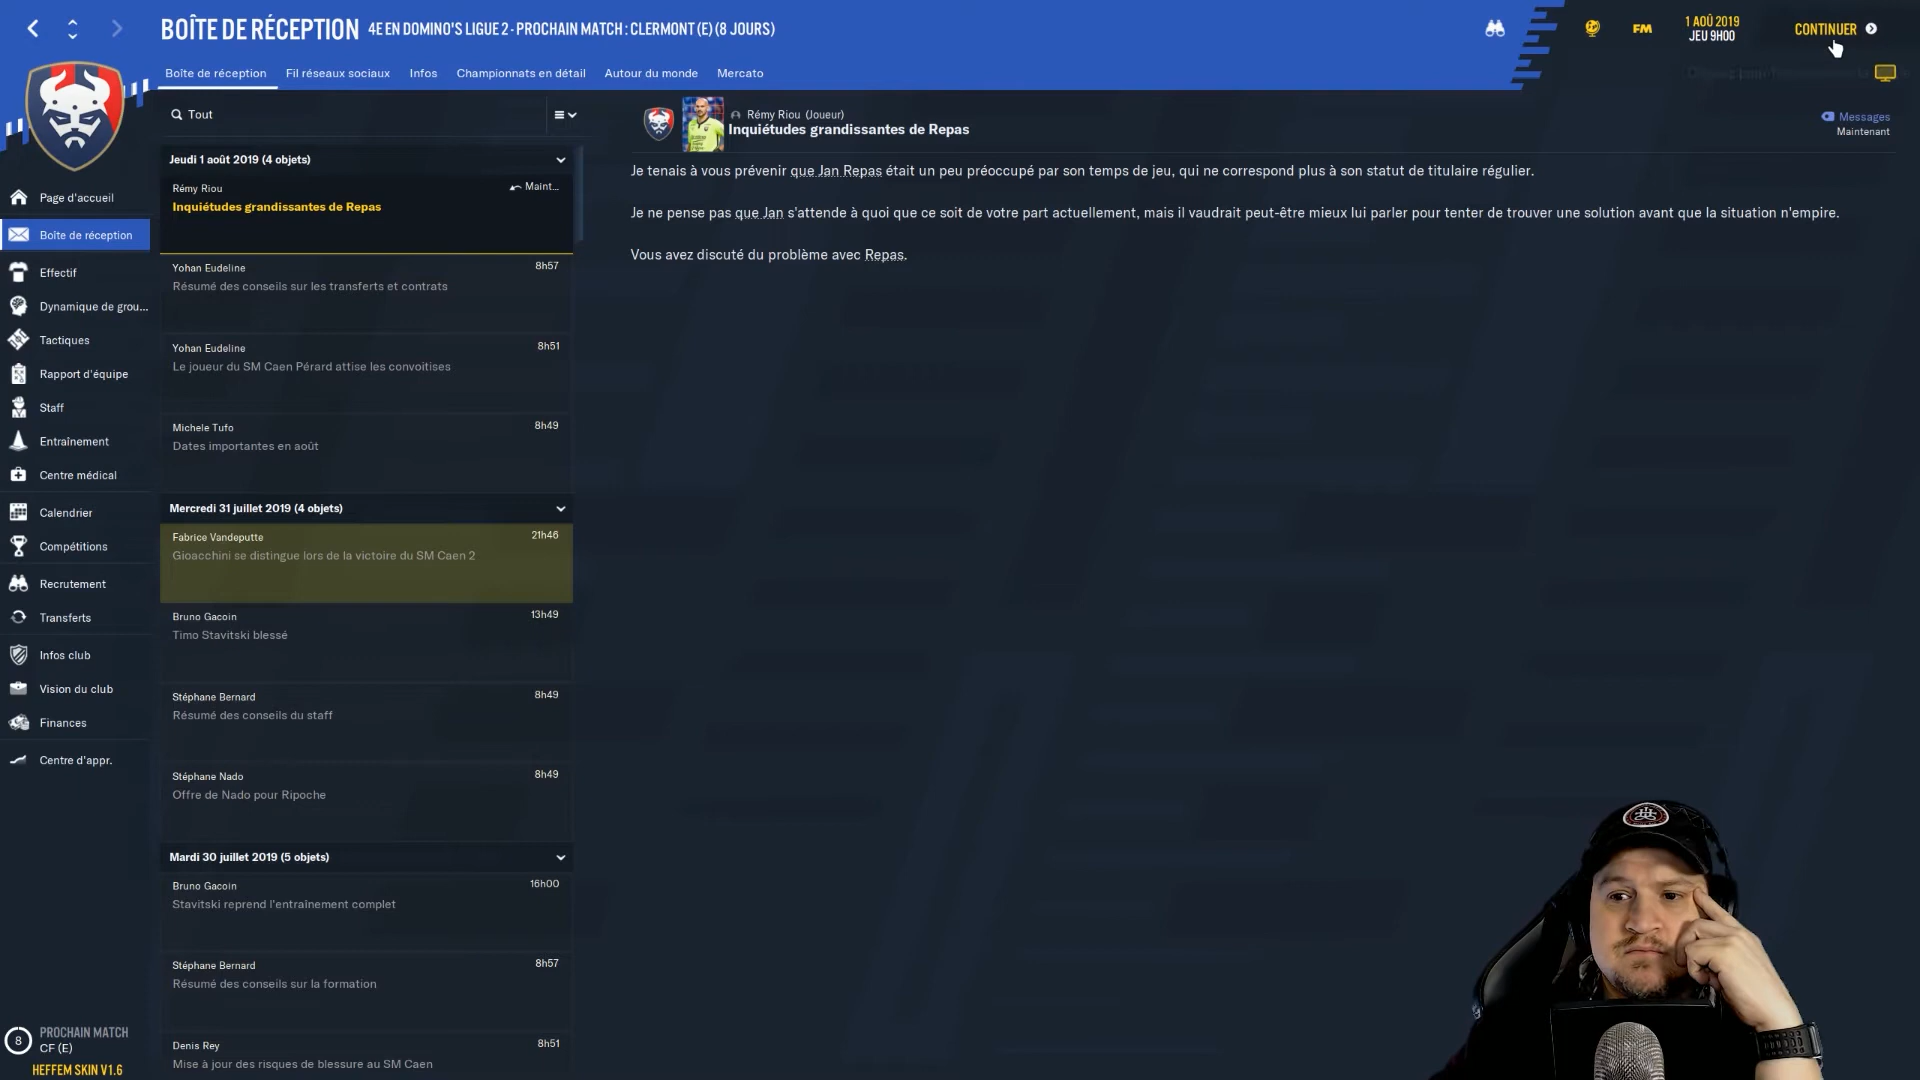 BOÎTE DE RÉCEPTION 4E EN DOMINO'S LIGUE 2 - PROCHAIN MATCH : CLERMONT (E) (8 JOURS)
FM
1 AOÛ 2019
JEU 9H00
CONTINUER
Boîte de réception Fil réseaux sociaux Infos Championnats en détail Autour du monde Mercato
Page d'accueil
Boîte de réception
Effectif
Dynamique de grou...
Tactiques
Rapport d'équipe
Staff
Entraînement
Centre médical
Calendrier
Compétitions
Recrutement
Transferts
Infos club
Vision du club
Finances
Centre d'appr.
8
PROCHAIN MATCH
CF (E)
HEFFEM SKIN V1.6
Tout
Jeudi 1 août 2019 (4 objets)
Rémy Riou Maint...
Inquiétudes grandissantes de Repas
Yohan Eudeline 8h57
Résumé des conseils sur les transferts et contrats
Yohan Eudeline 8h51
Le joueur du SM Caen Pérard attise les convoitises
Michele Tufo 8h49
Dates importantes en août
Mercredi 31 juillet 2019 (4 objets)
Fabrice Vandeputte 21h46
Gioacchini se distingue lors de la victoire du SM Caen 2
Bruno Gacoin 13h49
Timo Stavitski blessé
Stéphane Bernard 8h49
Résumé des conseils du staff
Stéphane Nado 8h49
Offre de Nado pour Ripoche
Mardi 30 juillet 2019 (5 objets)
Bruno Gacoin 16h00
Stavitski reprend l'entraînement complet
Stéphane Bernard 8h57
Résumé des conseils sur la formation
Denis Rey 8h51
Mise à jour des risques de blessure au SM Caen
Rémy Riou (Joueur)
Inquiétudes grandissantes de Repas
Messages
Maintenant
Je tenais à vous prévenir que Jan Repas était un peu préoccupé par son temps de jeu, qui ne correspond plus à son statut de titulaire régulier.
Je ne pense pas que Jan s'attende à quoi que ce soit de votre part actuellement, mais il vaudrait peut-être mieux lui parler pour tenter de trouver une solution avant que la situation n'empire.
Vous avez discuté du problème avec Repas.